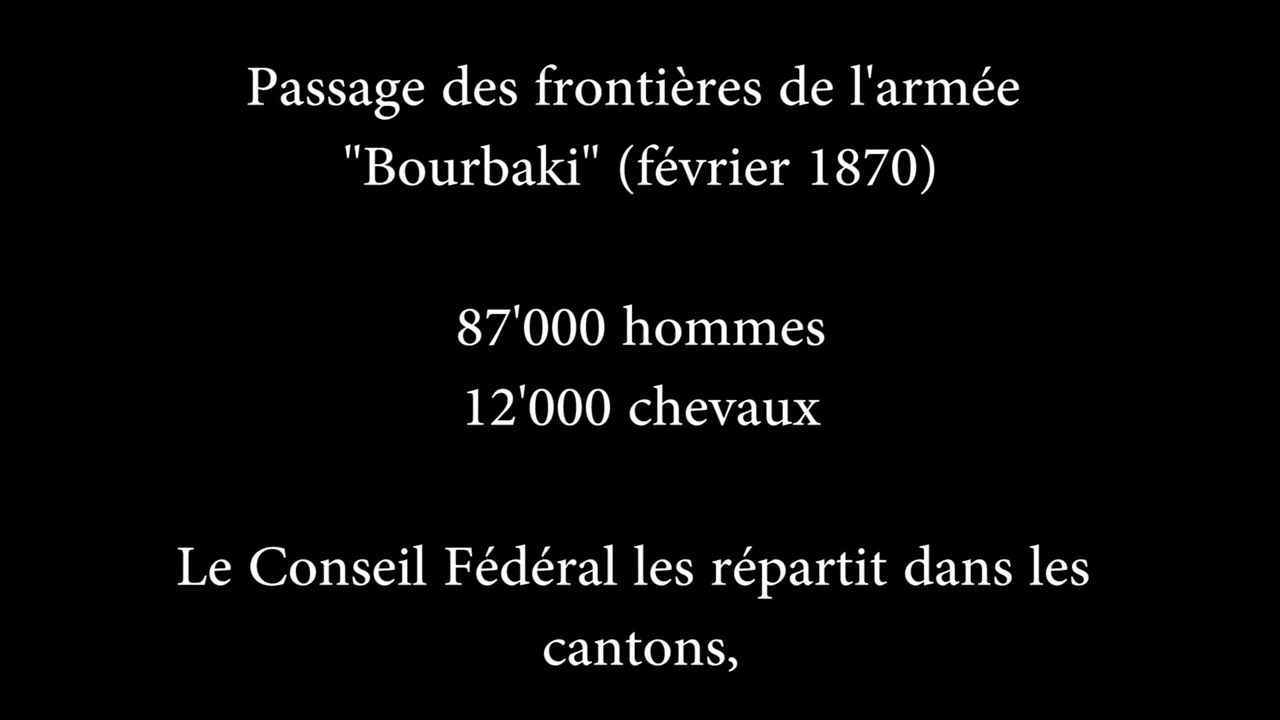 Passage des frontières de l'armée
"Bourbaki" (février 1870)
87'000 hommes
12'000 chevaux
Le Conseil Fédéral les répartit dans les
cantons,